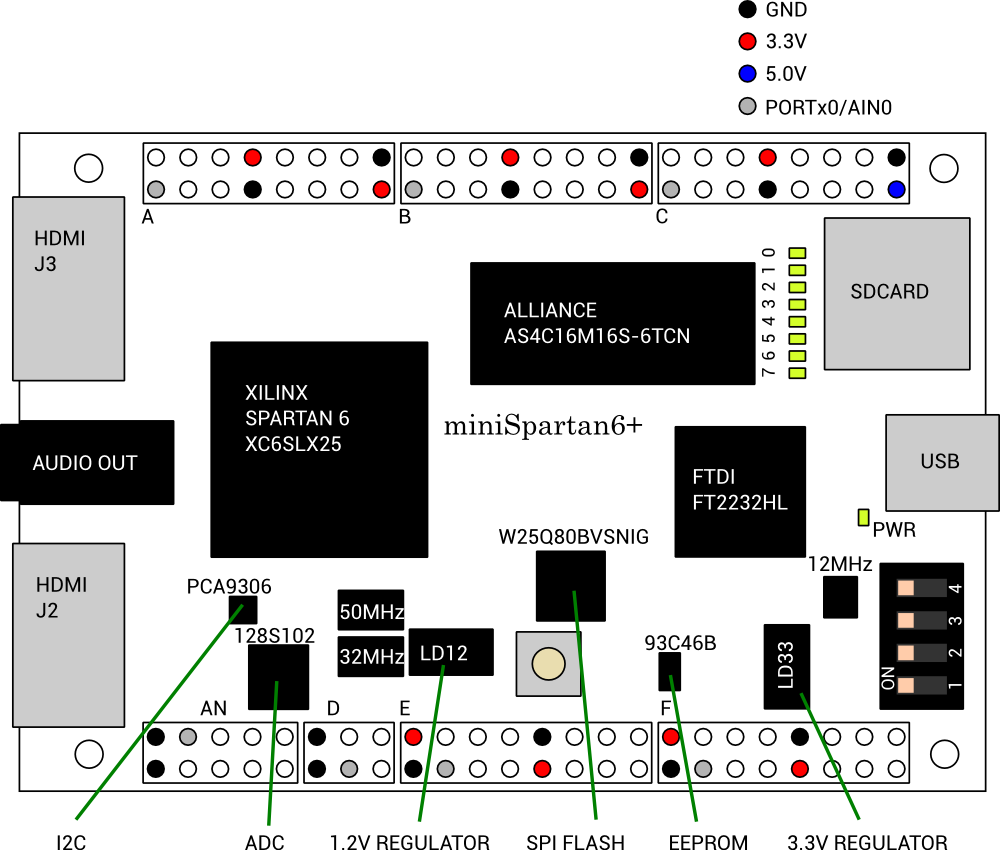 GND
3.3V
5.0V
PORTx0/AIN0
A
B
C
HDMI
J3
ALLIANCE
AS4C16M16S-6TCN
0
1
2
3
4
5
6
7
SDCARD
XILINX
SPARTAN 6
XC6SLX25
miniSpartan6+
AUDIO OUT
FTDI
FT2232HL
USB
PWR
W25Q80BVSNIG
12MHz
HDMI
J2
PCA9306
50MHz
128S102
32MHz
LD12
93C46B
LD33
4
3
2
1
ON
AN
D
E
F
I2C
ADC
1.2V REGULATOR
SPI FLASH
EEPROM
3.3V REGULATOR